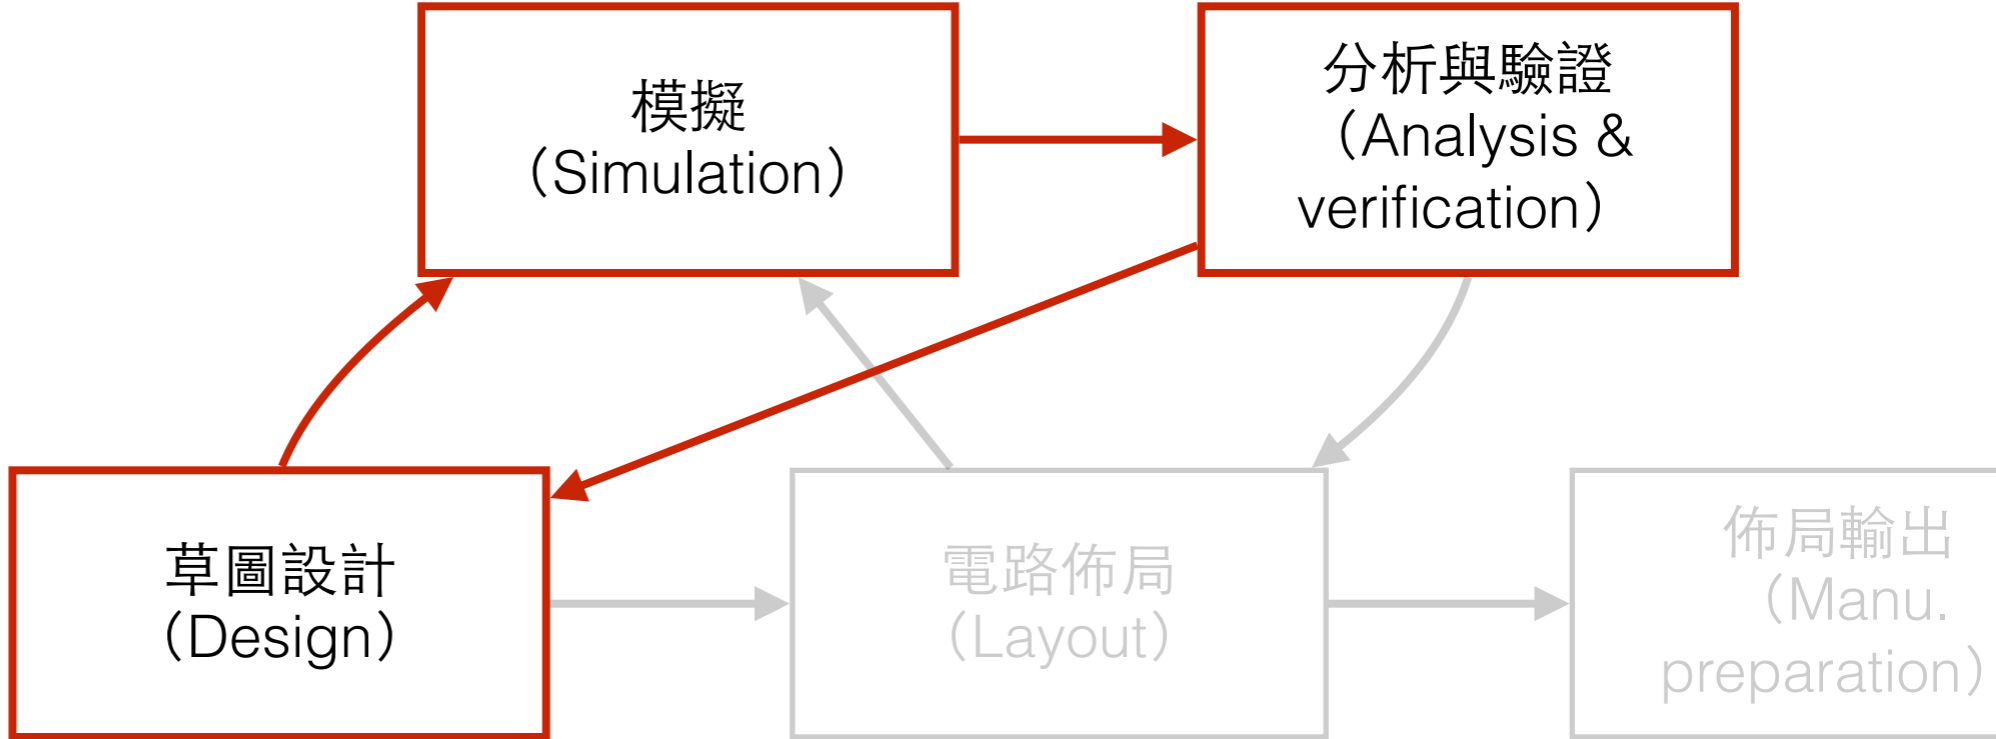 模擬
（Simulation）
分析與驗證
（Analysis &
verification）
草圖設計
（Design）
電路佈局
（Layout）
佈局輸出
（Manu.
preparation）